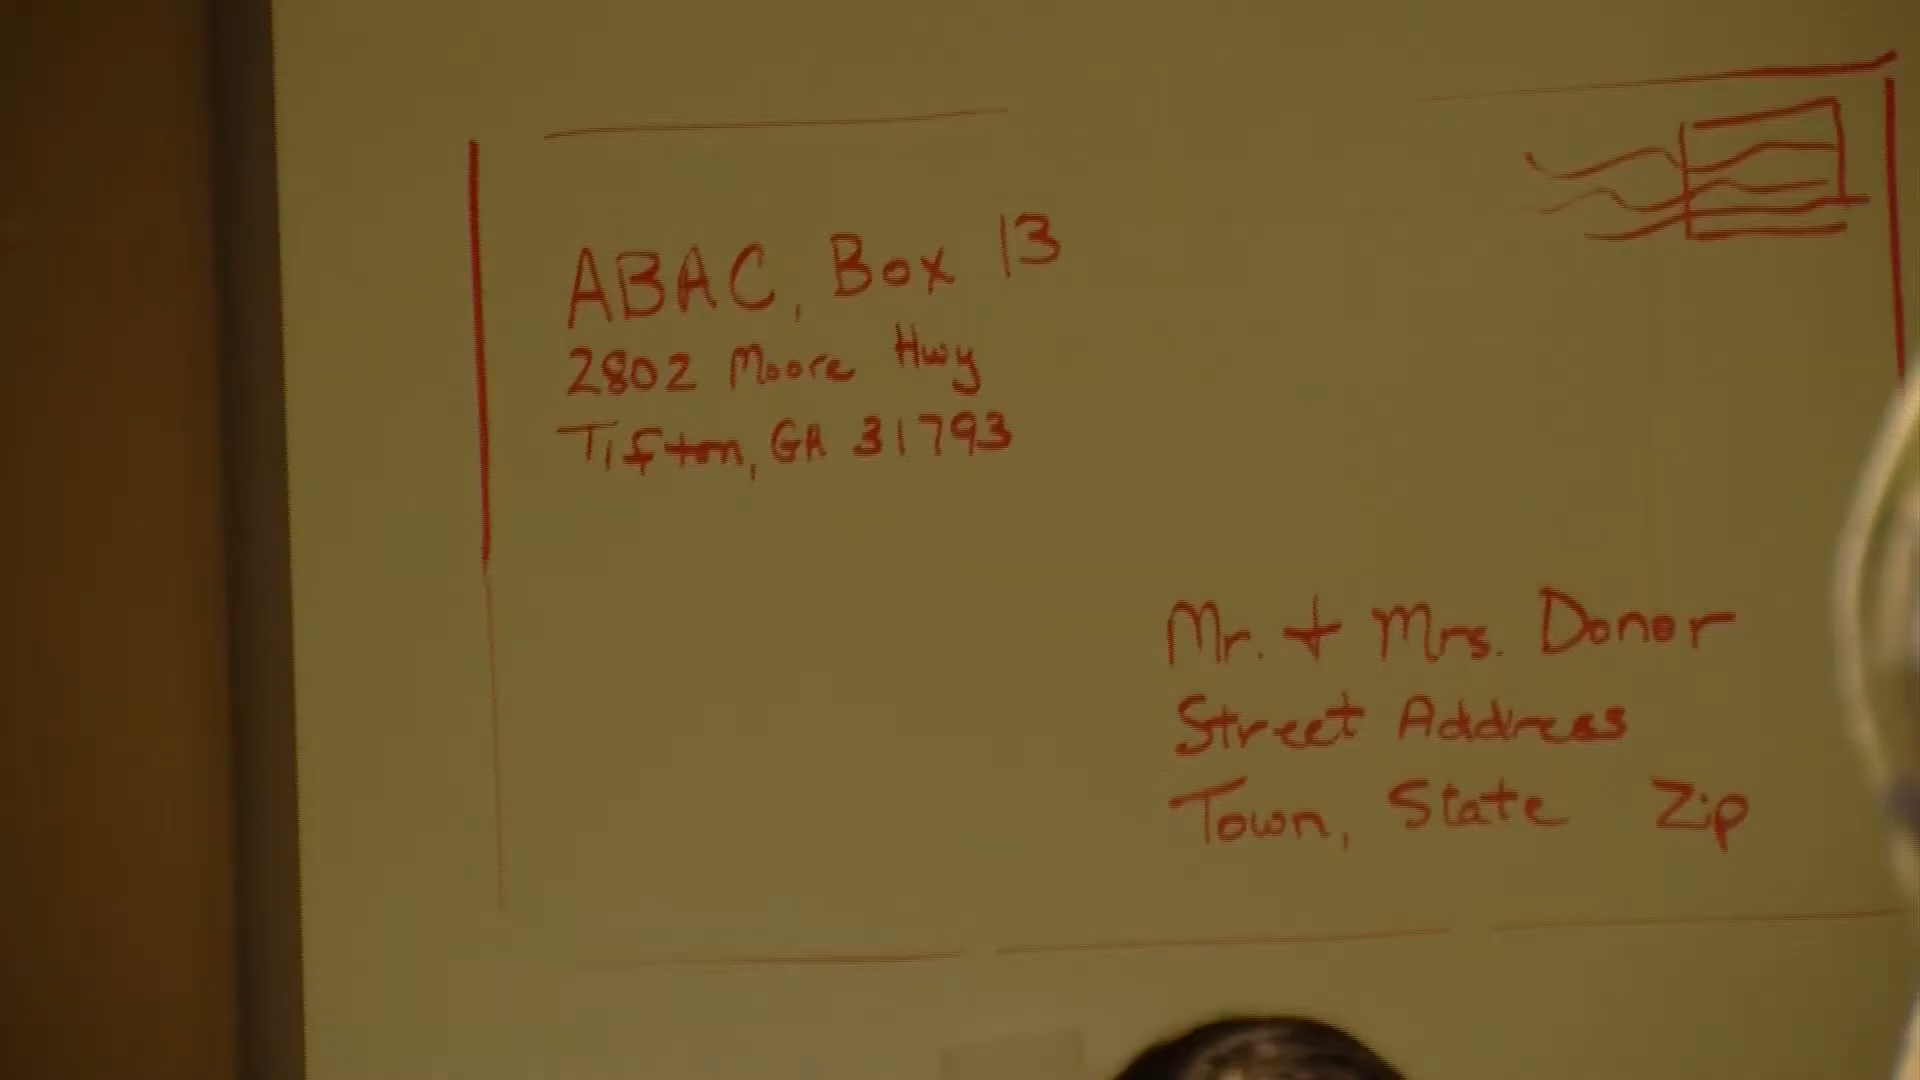 ABAC, Box 13
2802 Moore Hwy
Tifton, GA 31793
Mr. + Mrs. Donor
Street Address
Town, State Zip